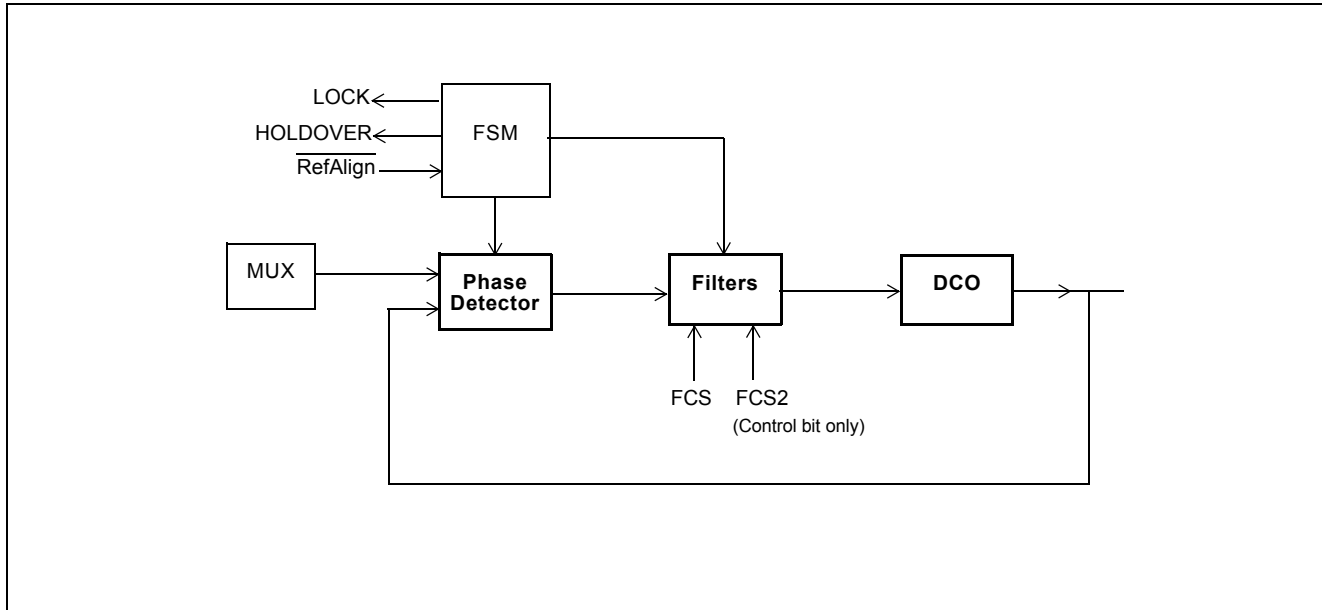 LOCK
HOLDOVER
RefAlign
FSM
MUX
Phase
Detector
Filters
DCO
FCS
FCS2
(Control bit only)